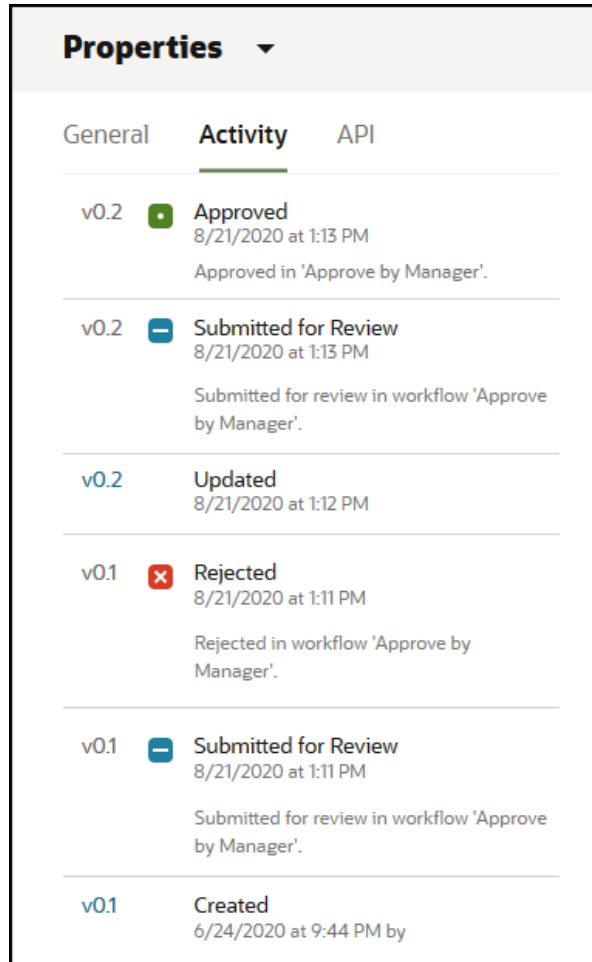 Properties
General Activity API
v0.2 Approved
8/21/2020 at 1:13 PM
Approved in 'Approve by Manager'.
v0.2 Submitted for Review
8/21/2020 at 1:13 PM
Submitted for review in workflow 'Approve
by Manager'.
v0.2 Updated
8/21/2020 at 1:12 PM
v0.1 Rejected
8/21/2020 at 1:11 PM
Rejected in workflow 'Approve by
Manager'.
v0.1 Submitted for Review
8/21/2020 at 1:11 PM
Submitted for review in workflow 'Approve
by Manager'.
v0.1 Created
6/24/2020 at 9:44 PM by